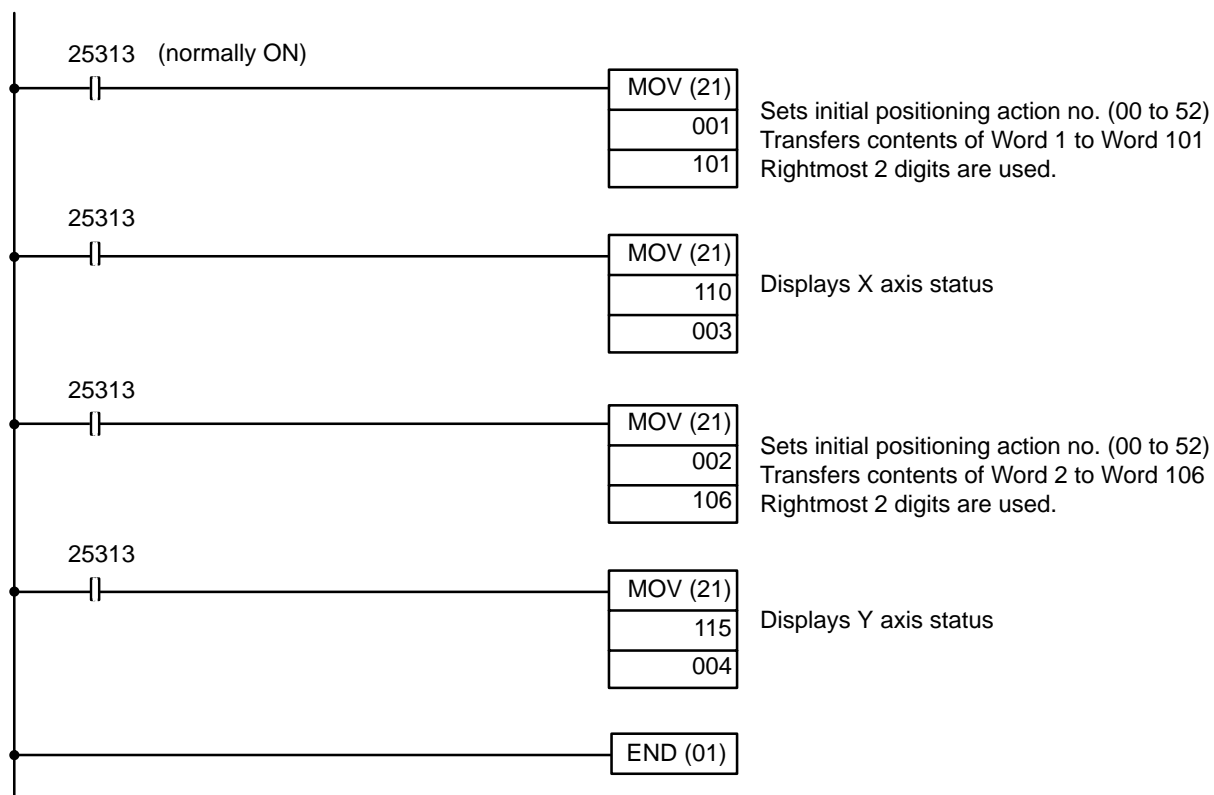 25313 (normally ON)
MOV (21)
001
101
Sets initial positioning action no. (00 to 52)
Transfers contents of Word 1 to Word 101
Rightmost 2 digits are used.
25313
MOV (21)
110
003
Displays X axis status
25313
MOV (21)
002
106
Sets initial positioning action no. (00 to 52)
Transfers contents of Word 2 to Word 106
Rightmost 2 digits are used.
25313
MOV (21)
115
004
Displays Y axis status
END (01)